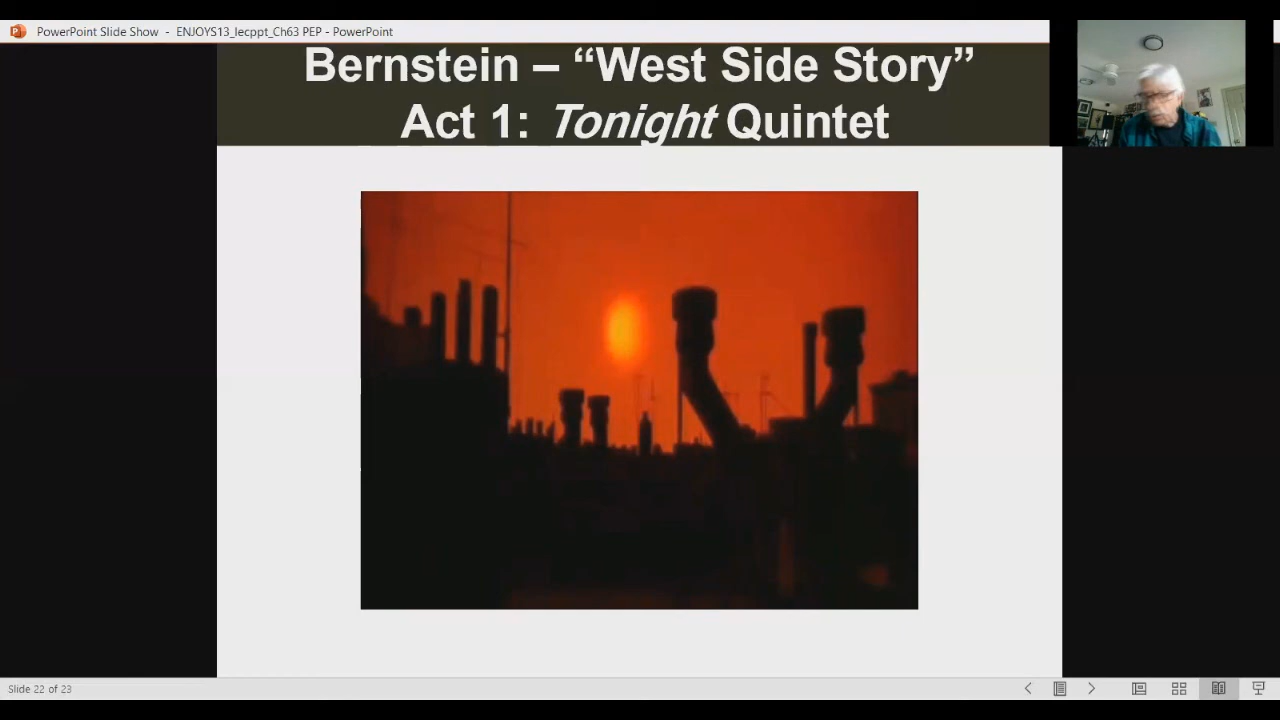 PowerPoint Slide Show - ENJOYS13_lecppt_Ch63 PEP - PowerPoint
Bernstein – “West Side Story”
Act 1: Tonight Quintet
Slide 22 of 23